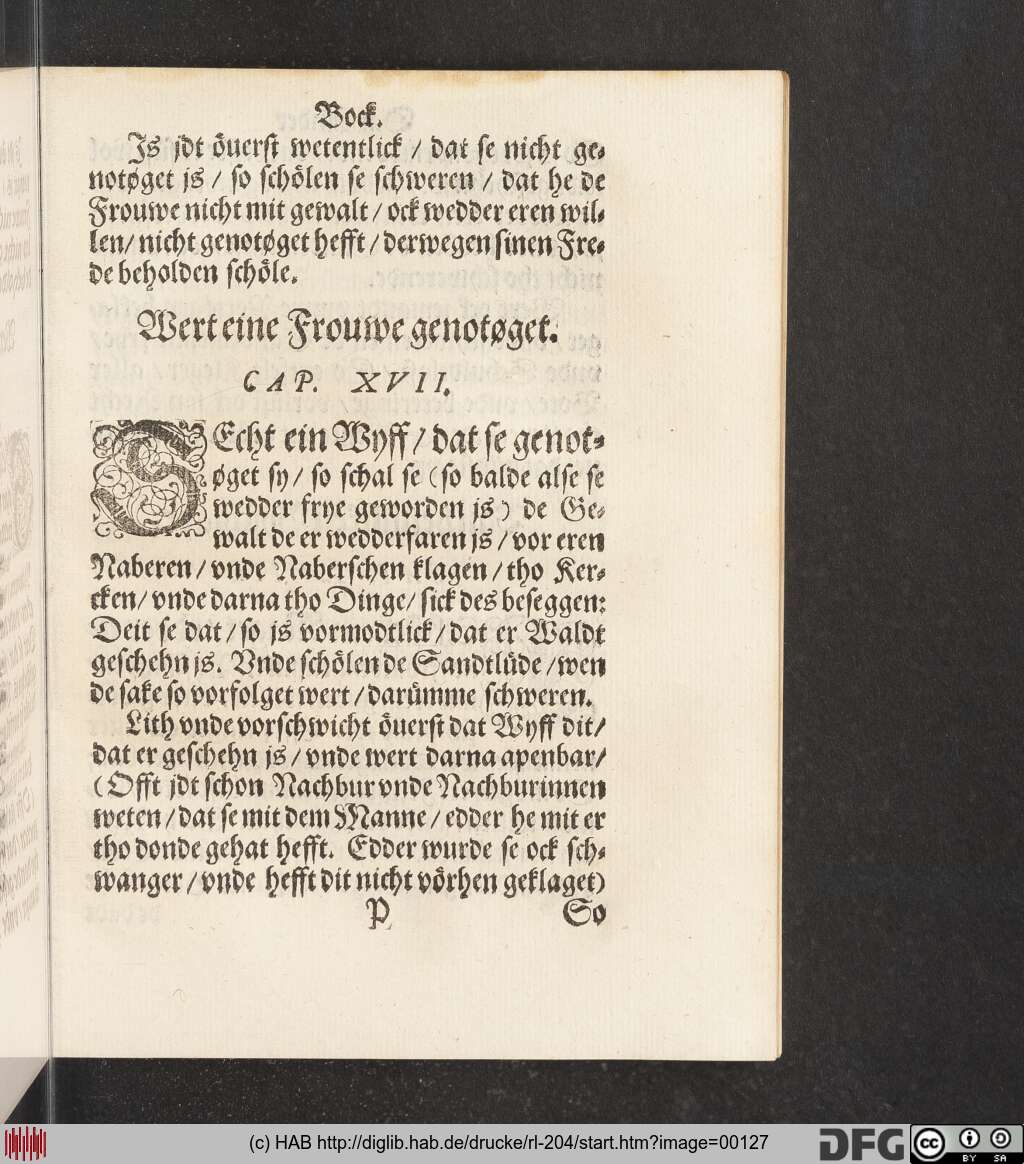 Bock.
Js jdt öuerst wetentlick / dat se nicht ge-
notøget js / so schölen se schweren / dat he de
Frouwe nicht mit gewalt / ock wedder eren wil-
len / nicht genotøget hefft / derwegen sinen Fre-
de beholden schöle.
Wert eine Frouwe genotøget.
CAP. XVII.
SEcht ein Wyff / dat se genot-
øget sy / so schal se (so balde alse se
wedder frye geworden js) de Ge-
walt de er wedderfaren js / vor eren
Naberen / vnde Naberschen klagen / tho Ker-
cken / vnde darna tho Dinge / sick des beseggen:
Deit se dat / so js vormodtlick / dat er Waldt
geschehn js. Vnde schölen de Sandtlüde / wen
de sake so vorfolget wert / darümme schweren.
Lith vnde vorschwicht öuerst dat Wyff dit /
dat er geschehn js / vnde wert darna apenbar /
(Offt jdt schon Nachbur vnde Nachburinnen
weten / dat se mit dem Manne / edder he mit er
tho donde gehat hefft. Edder wurde se ock sch-
wanger / vnde hefft dit nicht vörhen geklaget)
P So
(c) HAB http://diglib.hab.de/drucke/rl-204/start.htm?image=00127
DFG
cc BY SA